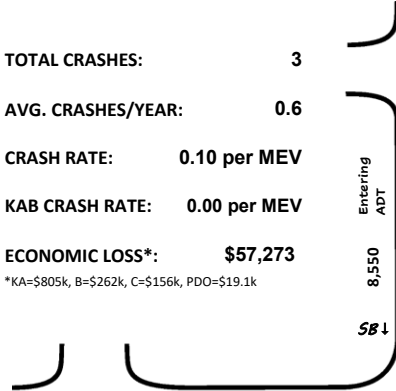 TOTAL CRASHES: 3
AVG. CRASHES/YEAR: 0.6
CRASH RATE: 0.10 per MEV
KAB CRASH RATE: 0.00 per MEV
ECONOMIC LOSS*: $57,273
*KA=$805k, B=$262k, C=$156k, PDO=$19.1k
Entering
ADT
8,550
SB↓